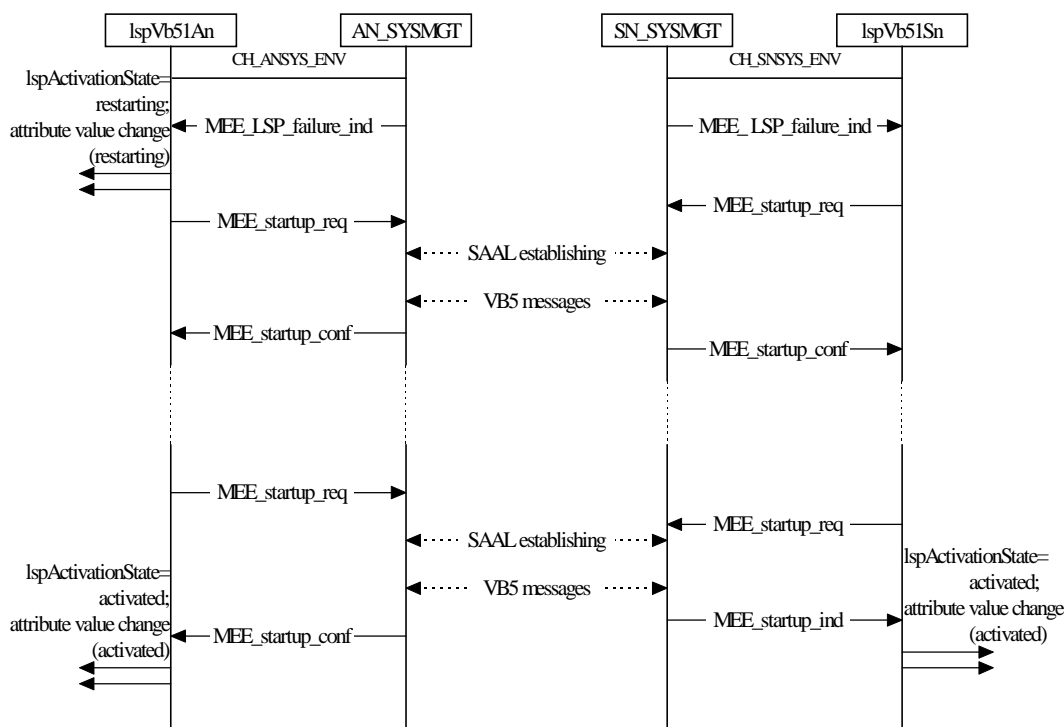 lspVb51An
AN_SYSMGT
SN_SYSMGT
lspVb51Sn
CH_ANSYS_ENV
CH_SNSYS_ENV
lspActivationState=
restarting;
attribute value change
(restarting)
MEE_LSP_failure_ind
MEE_ LSP_failure_ind
MEE_startup_req
MEE_startup_req
SAAL establishing
VB5 messages
MEE_startup_conf
MEE_startup_conf
MEE_startup_req
MEE_startup_req
SAAL establishing
lspActivationState=
activated;
attribute value change
(activated)
VB5 messages
MEE_startup_ind
MEE_startup_conf
lspActivationState=
activated;
attribute value change
(activated)